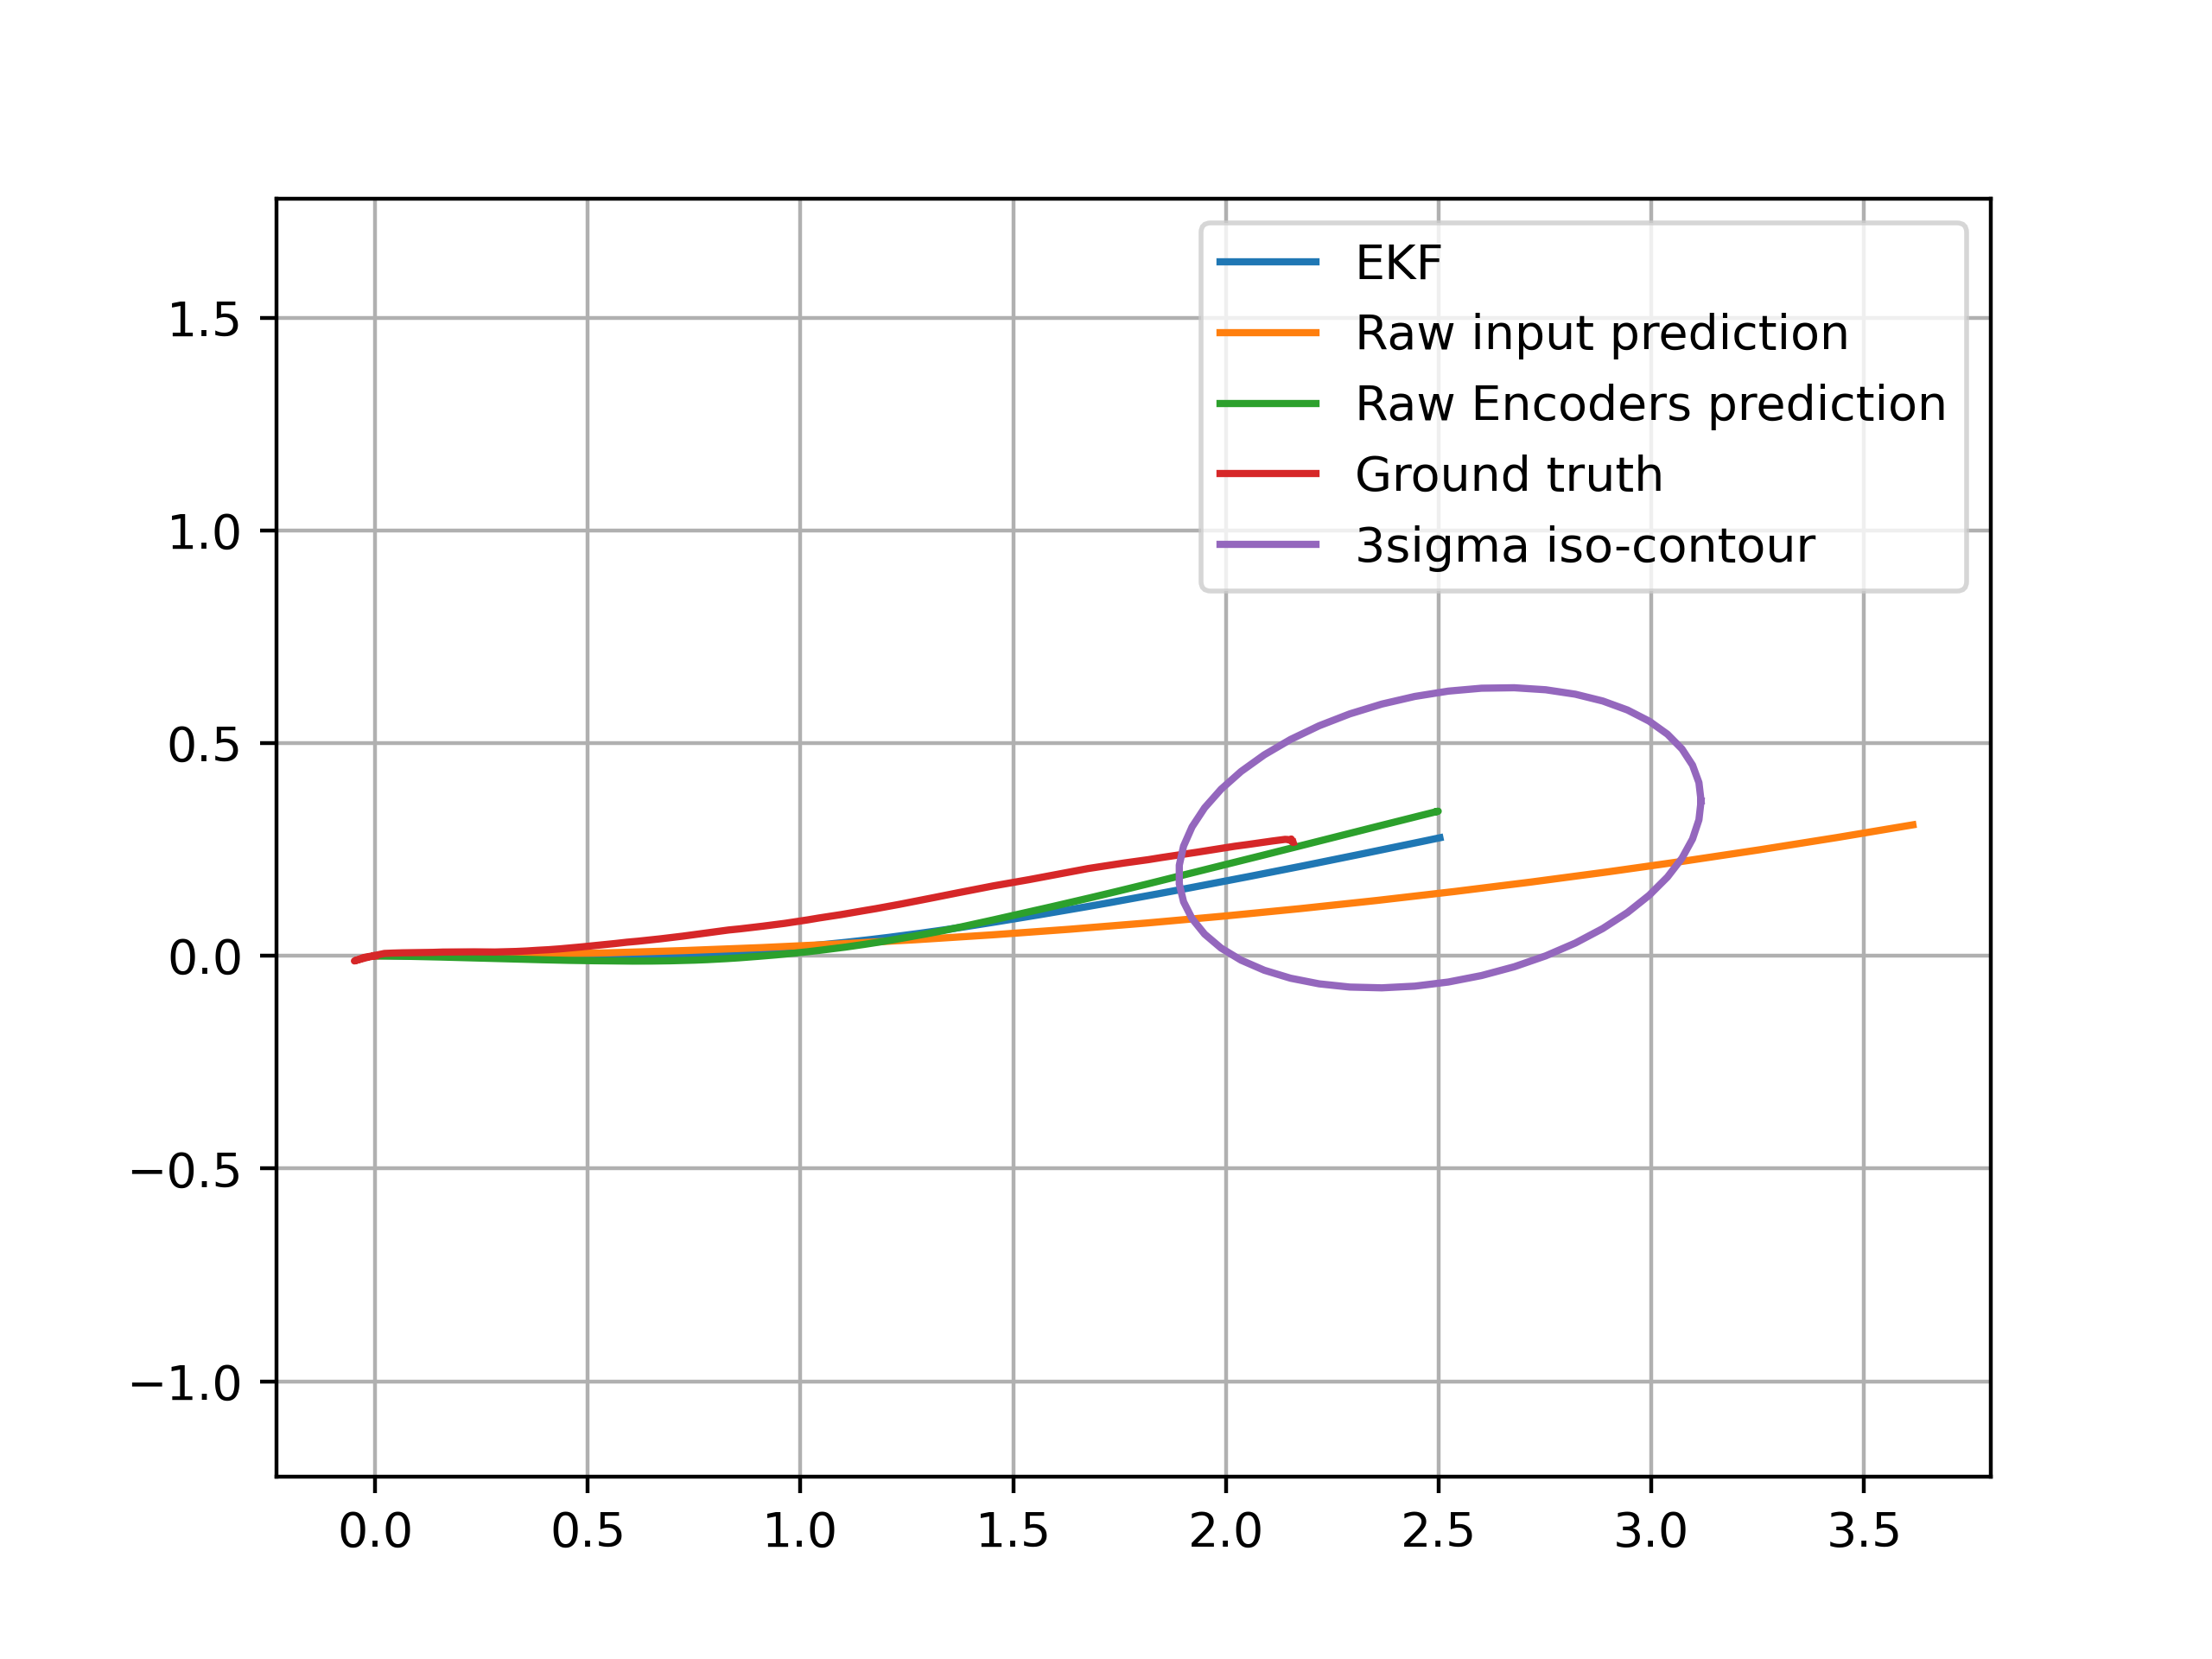 EKF
Raw input prediction
Raw Encoders prediction
Ground truth
3sigma iso-contour
1.5
1.0
0.5
0.0
−0.5
−1.0
0.0 0.5 1.0 1.5 2.0 2.5 3.0 3.5